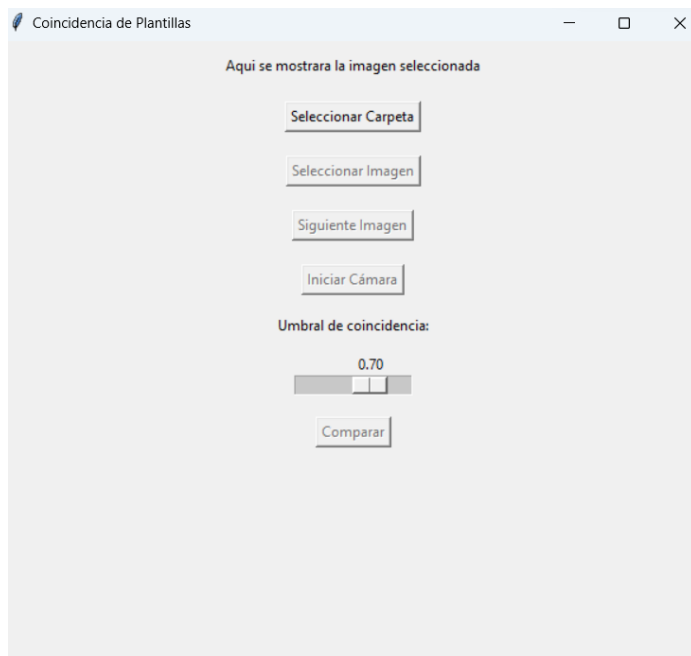 Coincidencia de Plantillas
Aqui se mostrara la imagen seleccionada
Seleccionar Carpeta
Seleccionar Imagen
Siguiente Imagen
Iniciar Cámara
Umbral de coincidencia:
0.70
Comparar